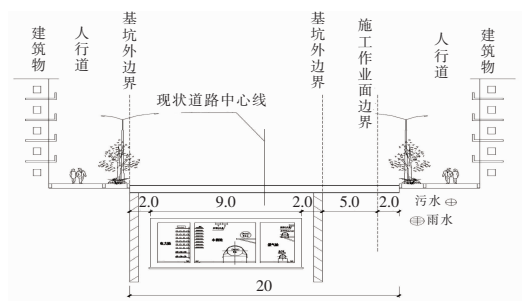 建筑物
人行道
基坑外边界
基坑外边界
施工作业面边界
人行道
建筑物
现状道路中心线
2.0 9.0 2.0 5.0 2.0
污水
雨水
20